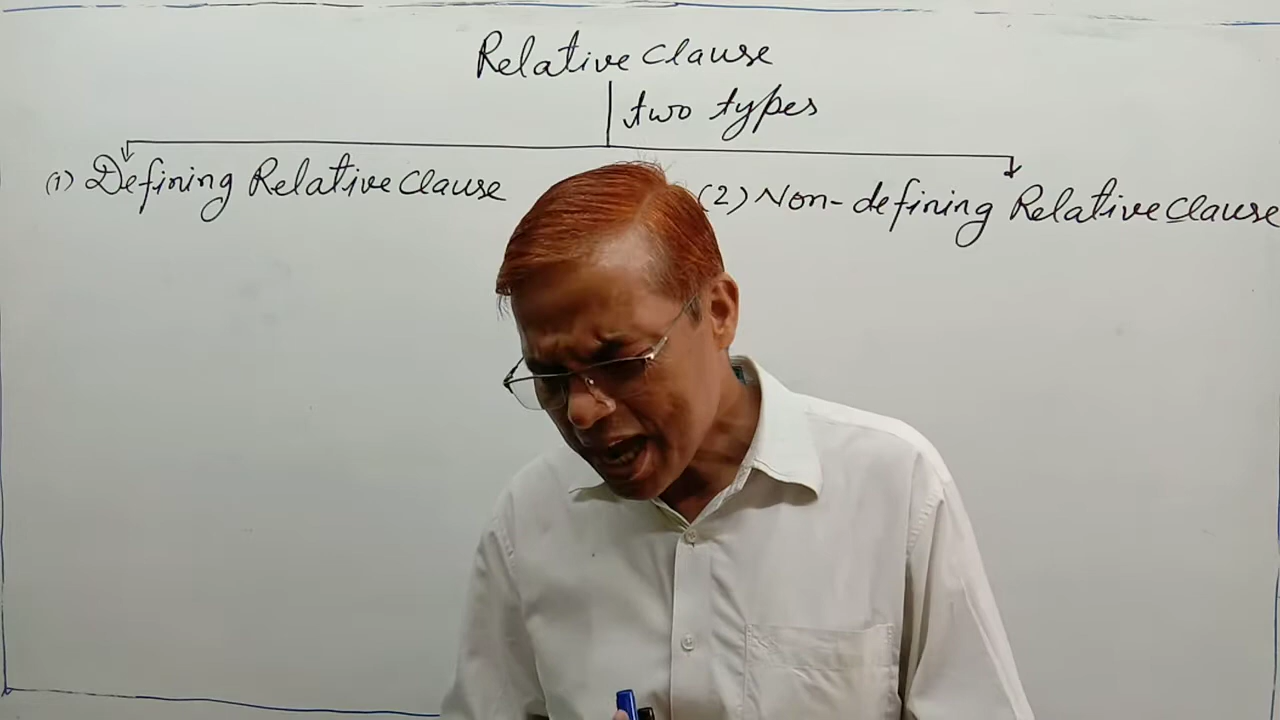 Relative Clause
two types
(1) Defining Relative Clause
(2) Non-defining Relative Clause